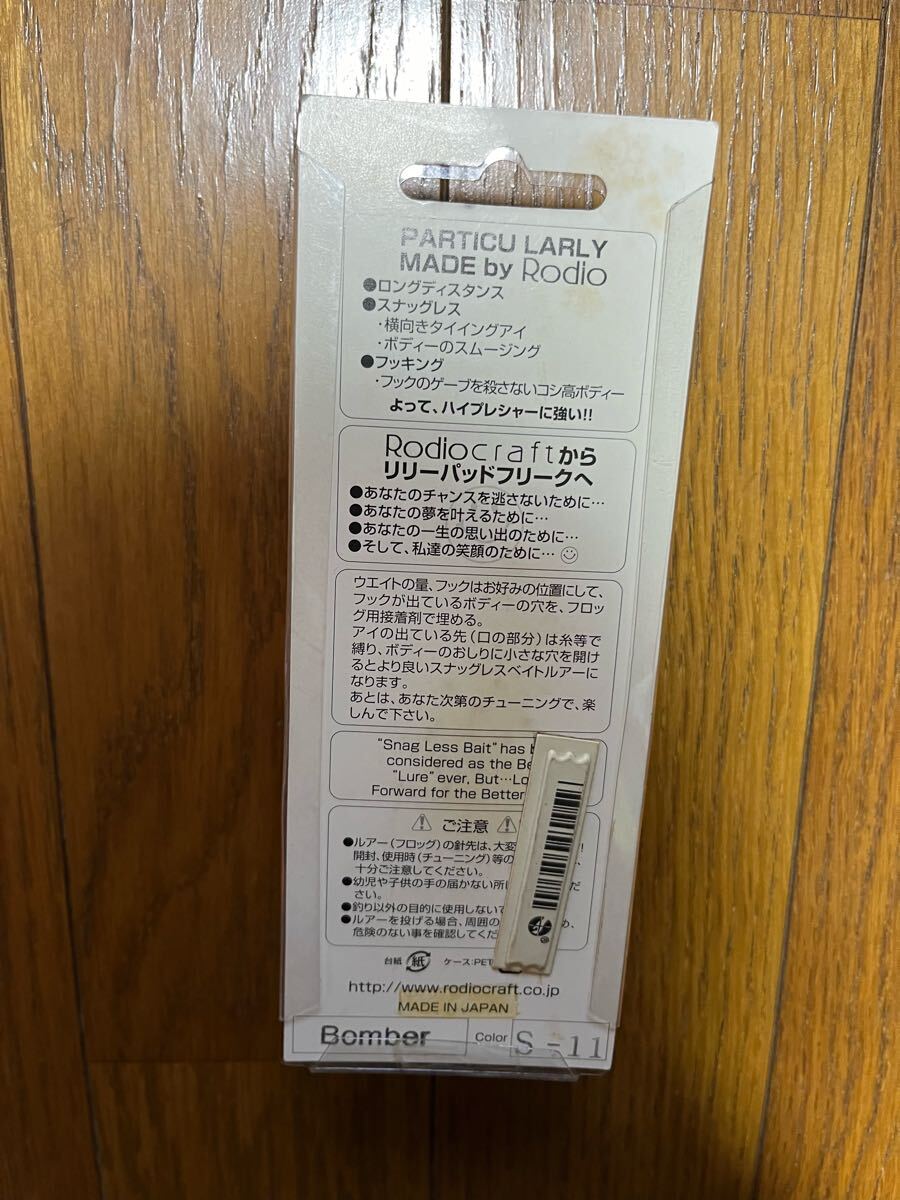 PARTICU LARLY
MADE by Rodio
●ロングディスタンス
●スナッグレス
・横向きタイイングアイ
・ボディーのスムージング
●フッキング
・フックのゲーブを殺さないコシ高ボディー
よって、ハイプレシャーに強い!!
Rodiocraftから
リリーパッドフリークへ
●あなたのチャンスを逃さないために…
●あなたの夢を叶えるために…
●あなたの一生の思い出のために…
●そして、私達の笑顔のために…
ウエイトの量、フックはお好みの位置にして、
フックが出ているボディーの穴を、フロッ
グ用接着剤で埋める。
アイの出ている先(口の部分)は糸等で
縛り、ボディーのおしりに小さな穴を開け
るとより良いスナッグレスベイトルアーに
なります。
あとは、あなた次第のチューニングで、楽
しんで下さい。
"Snag Less Bait" has
considered as the
"Lure" ever, But…
Forward for the Better
ご注意
●ルアー(フロッグ)の針先は、大変
開封、使用時(チューニング)等の
十分ご注意してください。
●幼児や子供の手の届かない所に
さい。
●釣り以外の目的に使用しない
●ルアーを投げる場合、周囲の
危険のない事を確認してくだ
台紙 紙 ケース:PET
http://www.rodiocraft.co.jp
MADE IN JAPAN
Bomber Color S-11